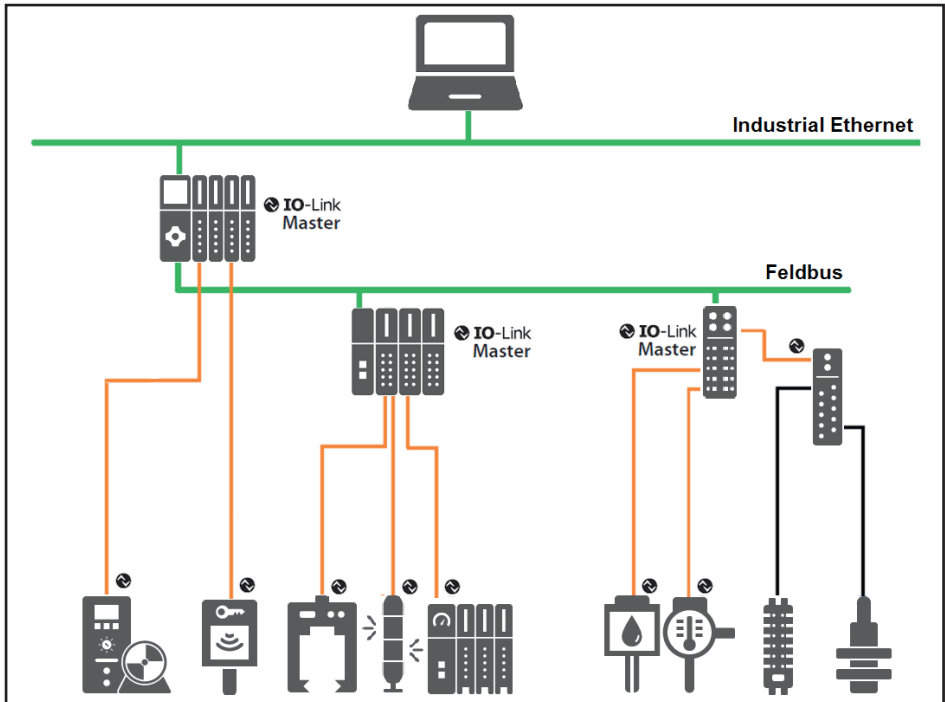 Industrial Ethernet
IO-Link
Master
Feldbus
IO-Link
Master
IO-Link
Master